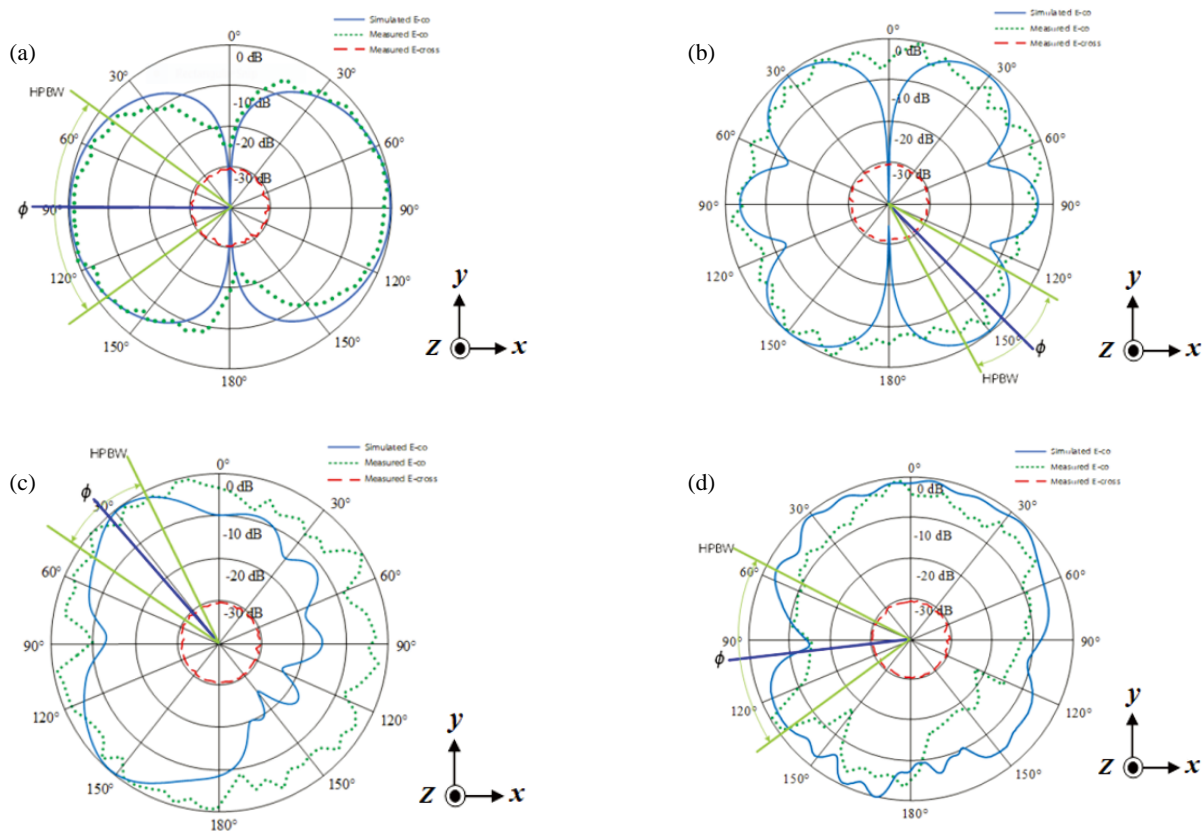 (a)
Simulated E-co
Measured E-co
Measured E-cross
0°
0 dB
-10 dB
-20 dB
-30 dB
30°
30°
HPBW
60°
60°
ϕ
90°
90°
120°
120°
150°
150°
180°
y
Z
x
(b)
Simulated E-co
Measured E-co
Measured E-cross
0°
0 dB
-10 dB
-20 dB
-30 dB
30°
30°
60°
60°
90°
90°
120°
120°
150°
150°
ϕ
HPBW
180°
y
Z
x
(c)
Simulated E-co
Measured E-co
Measured E-cross
HPBW
ϕ
0°
0 dB
-10 dB
-20 dB
-30 dB
30°
30°
60°
60°
90°
90°
120°
120°
150°
150°
180°
y
Z
x
(d)
Simulated E-co
Measured E-co
Measured E-cross
0°
0 dB
-10 dB
-20 dB
-30 dB
30°
30°
HPBW
60°
60°
90°
90°
ϕ
120°
120°
150°
150°
180°
y
Z
x